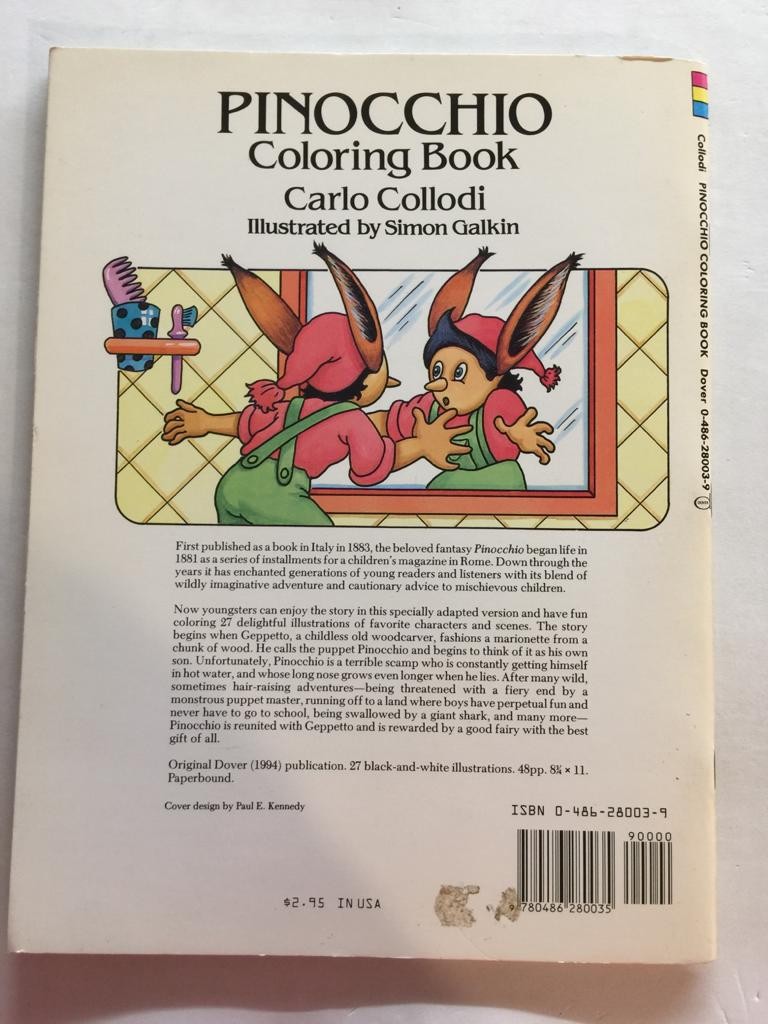 PINOCCHIO
Coloring Book
Carlo Collodi
Illustrated by Simon Galkin
First published as a book in Italy in 1883, the beloved fantasy Pinocchio began life in
1881 as a series of installments for a children's magazine in Rome. Down through the
years it has enchanted generations of young readers and listeners with its blend of
wildly imaginative adventure and cautionary advice to mischievous children.
Now youngsters can enjoy the story in this specially adapted version and have fun
coloring 27 delightful illustrations of favorite characters and scenes. The story
begins when Geppetto, a childless old woodcarver, fashions a marionette from a
chunk of wood. He calls the puppet Pinocchio and begins to think of it as his own
son. Unfortunately, Pinocchio is a terrible scamp who is constantly getting himself
in hot water, and whose long nose grows even longer when he lies. After many wild,
sometimes hair-raising adventures—being threatened with a fiery end by a
monstrous puppet master, running off to a land where boys have perpetual fun and
never have to go to school, being swallowed by a giant shark, and many more—
Pinocchio is reunited with Geppetto and is rewarded by a good fairy with the best
gift of all.
Original Dover (1994) publication. 27 black-and-white illustrations. 48pp. 8¼ × 11.
Paperbound.
Cover design by Paul E. Kennedy
ISBN 0-486-28003-9
90000
9 780486 280035
$2.95 IN USA
Collodi PINOCCHIO COLORING BOOK Dover 0-486-28003-9